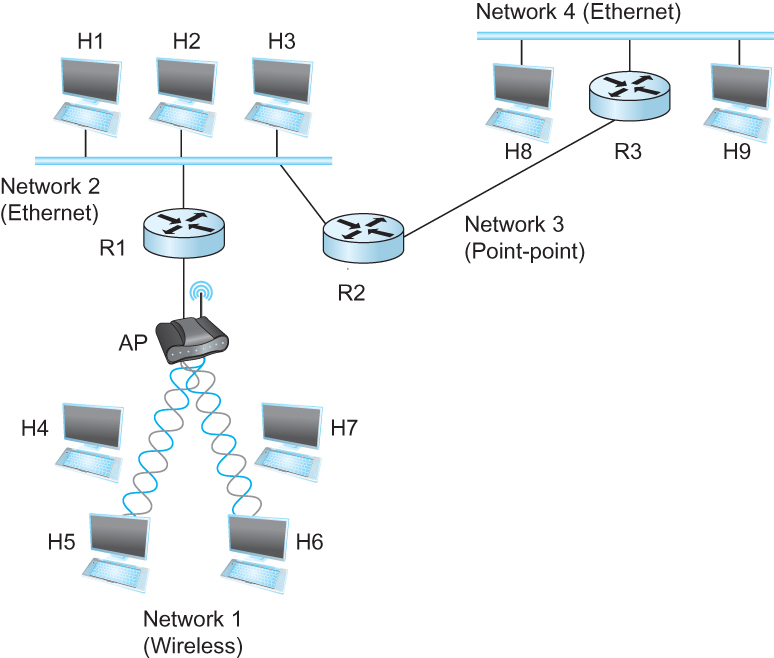 Network 4 (Ethernet)
H1
H2
H3
H8
R3
H9
Network 2
(Ethernet)
R1
R2
Network 3
(Point-point)
AP
H4
H7
H5
H6
Network 1
(Wireless)